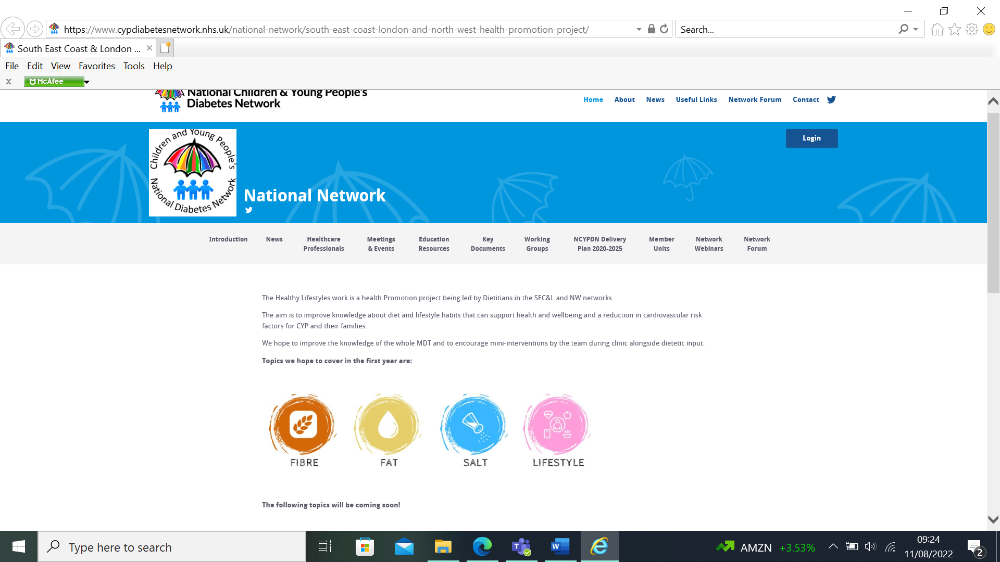 https://www.cypdiabetesnetwork.nhs.uk/national-network/south-east-coast-london-and-north-west-health-promotion-project/
Search...
South East Coast & London ...
File Edit View Favorites Tools Help
x McAfee
National Children & Young People's
Diabetes Network
Home About News Useful Links Network Forum Contact
Children and Young People's
National Diabetes Network
Login
National Network
Introduction News Healthcare Professionals Meetings & Events Education Resources Key Documents Working Groups NCYPDN Delivery Plan 2020-2025 Member Units Network Webinars Network Forum
The Healthy Lifestyles work is a health Promotion project being led by Dietitians in the SEC&L and NW networks.
The aim is to improve knowledge about diet and lifestyle habits that can support health and wellbeing and a reduction in cardiovascular risk
factors for CYP and their families.
We hope to improve the knowledge of the whole MDT and to encourage mini-interventions by the team during clinic alongside dietetic input.
Topics we hope to cover in the first year are:
FIBRE FAT SALT LIFESTYLE
The following topics will be coming soon!
Type here to search
AMZN +3.53%
09:24
11/08/2022
2